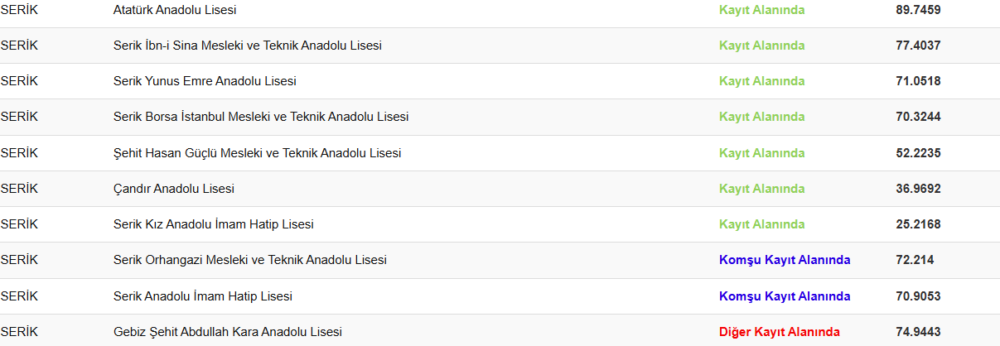 SERİK Atatürk Anadolu Lisesi Kayıt Alanında 89.7459
SERİK Serik İbn-i Sina Mesleki ve Teknik Anadolu Lisesi Kayıt Alanında 77.4037
SERİK Serik Yunus Emre Anadolu Lisesi Kayıt Alanında 71.0518
SERİK Serik Borsa İstanbul Mesleki ve Teknik Anadolu Lisesi Kayıt Alanında 70.3244
SERİK Şehit Hasan Güçlü Mesleki ve Teknik Anadolu Lisesi Kayıt Alanında 52.2235
SERİK Çandır Anadolu Lisesi Kayıt Alanında 36.9692
SERİK Serik Kız Anadolu İmam Hatip Lisesi Kayıt Alanında 25.2168
SERİK Serik Orhangazi Mesleki ve Teknik Anadolu Lisesi Komşu Kayıt Alanında 72.214
SERİK Serik Anadolu İmam Hatip Lisesi Komşu Kayıt Alanında 70.9053
SERİK Gebiz Şehit Abdullah Kara Anadolu Lisesi Diğer Kayıt Alanında 74.9443